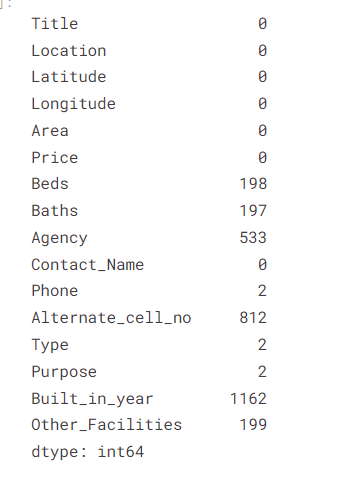 Title 0
Location 0
Latitude 0
Longitude 0
Area 0
Price 0
Beds 198
Baths 197
Agency 533
Contact_Name 0
Phone 2
Alternate_cell_no 812
Type 2
Purpose 2
Built_in_year 1162
Other_Facilities 199
dtype: int64